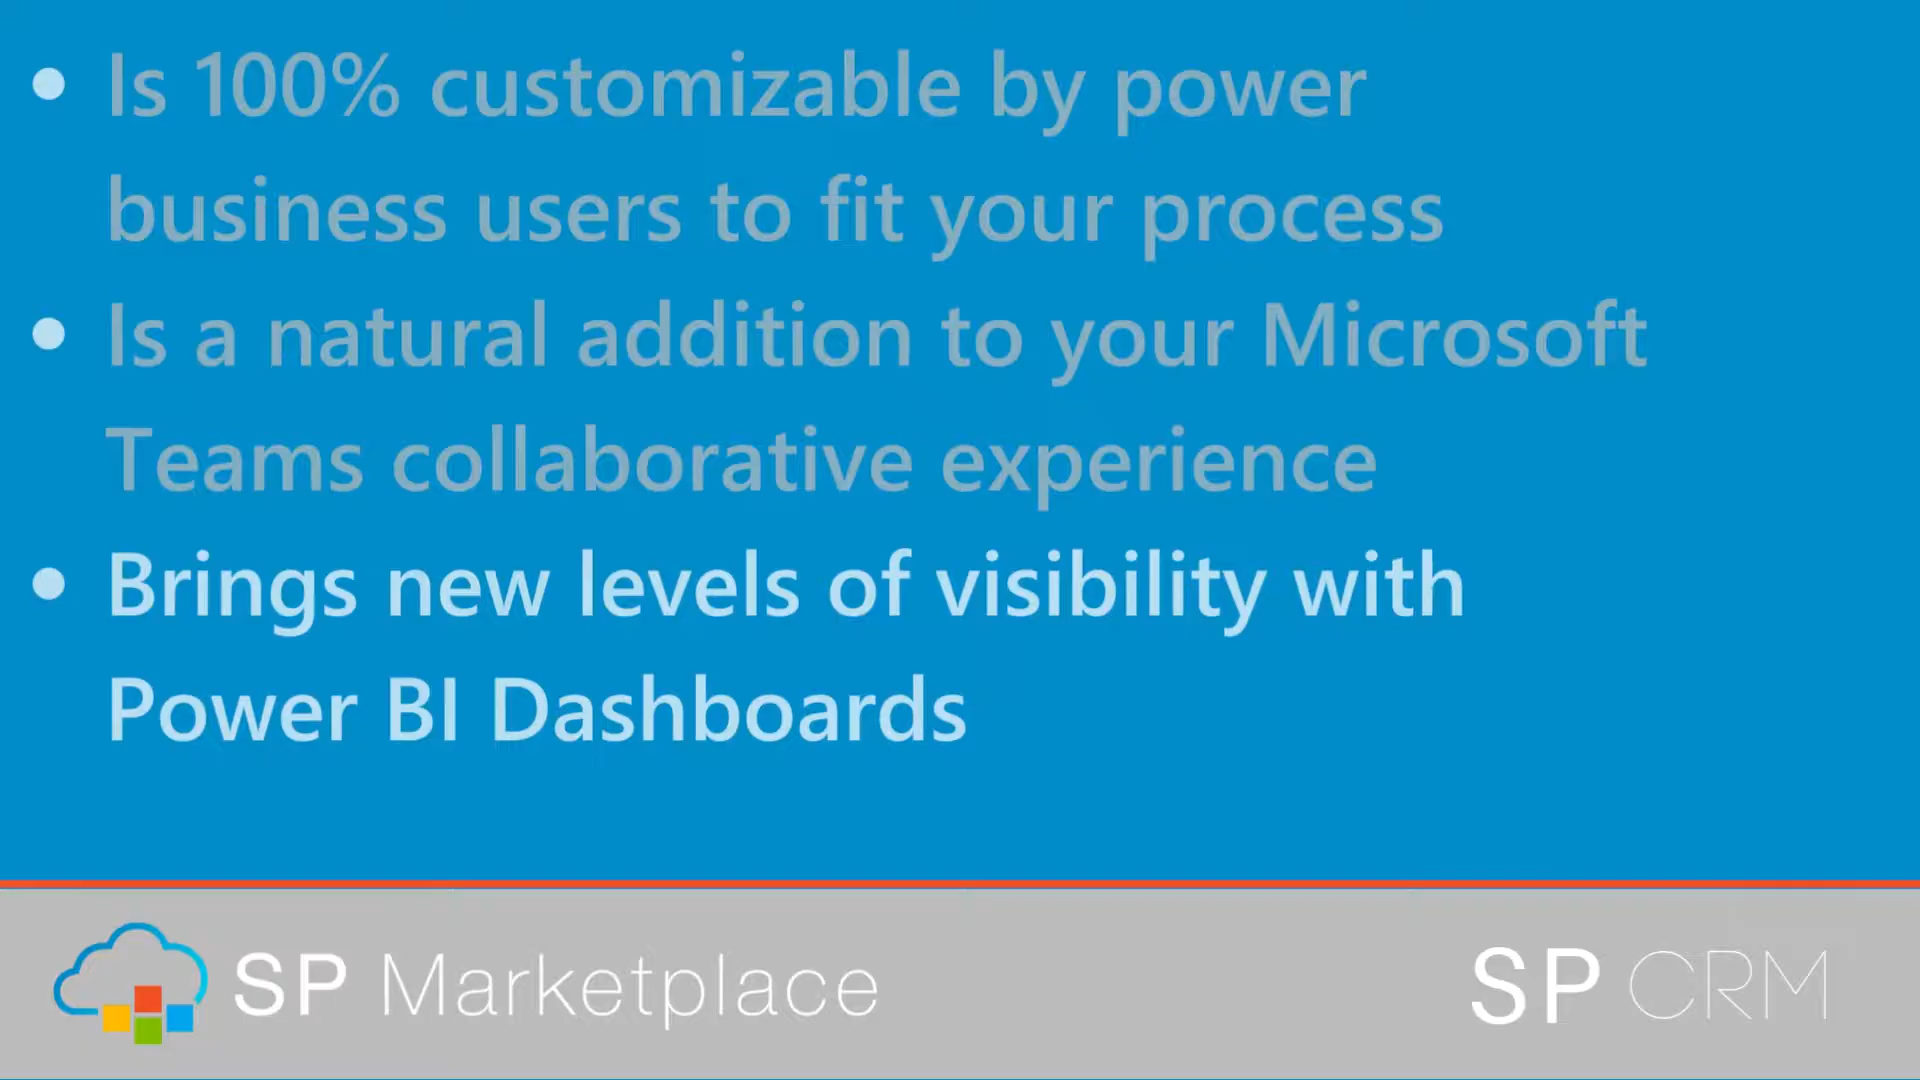 • Is 100% customizable by power
business users to fit your process
• Is a natural addition to your Microsoft
Teams collaborative experience
• Brings new levels of visibility with
Power BI Dashboards
SP Marketplace
SP CRM